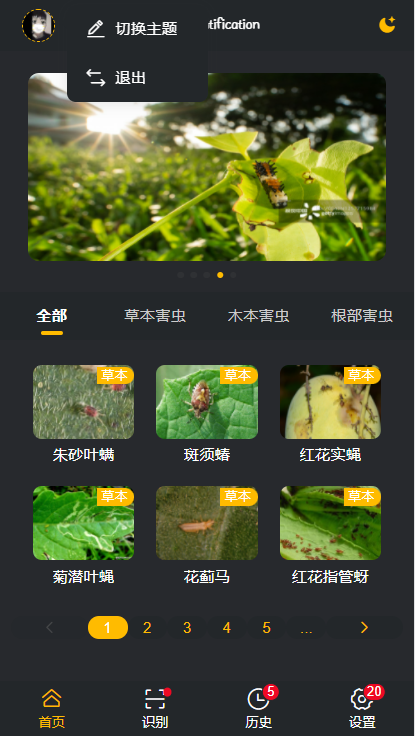 切换主题
tification
退出
全部 草本害虫 木本害虫 根部害虫
草本 草本 草本
朱砂叶螨 斑须蝽 红花实蝇
草本 草本 草本
菊潜叶蝇 花蓟马 红花指管蚜
1 2 3 4 5 ...
5 20
首页 识别 历史 设置